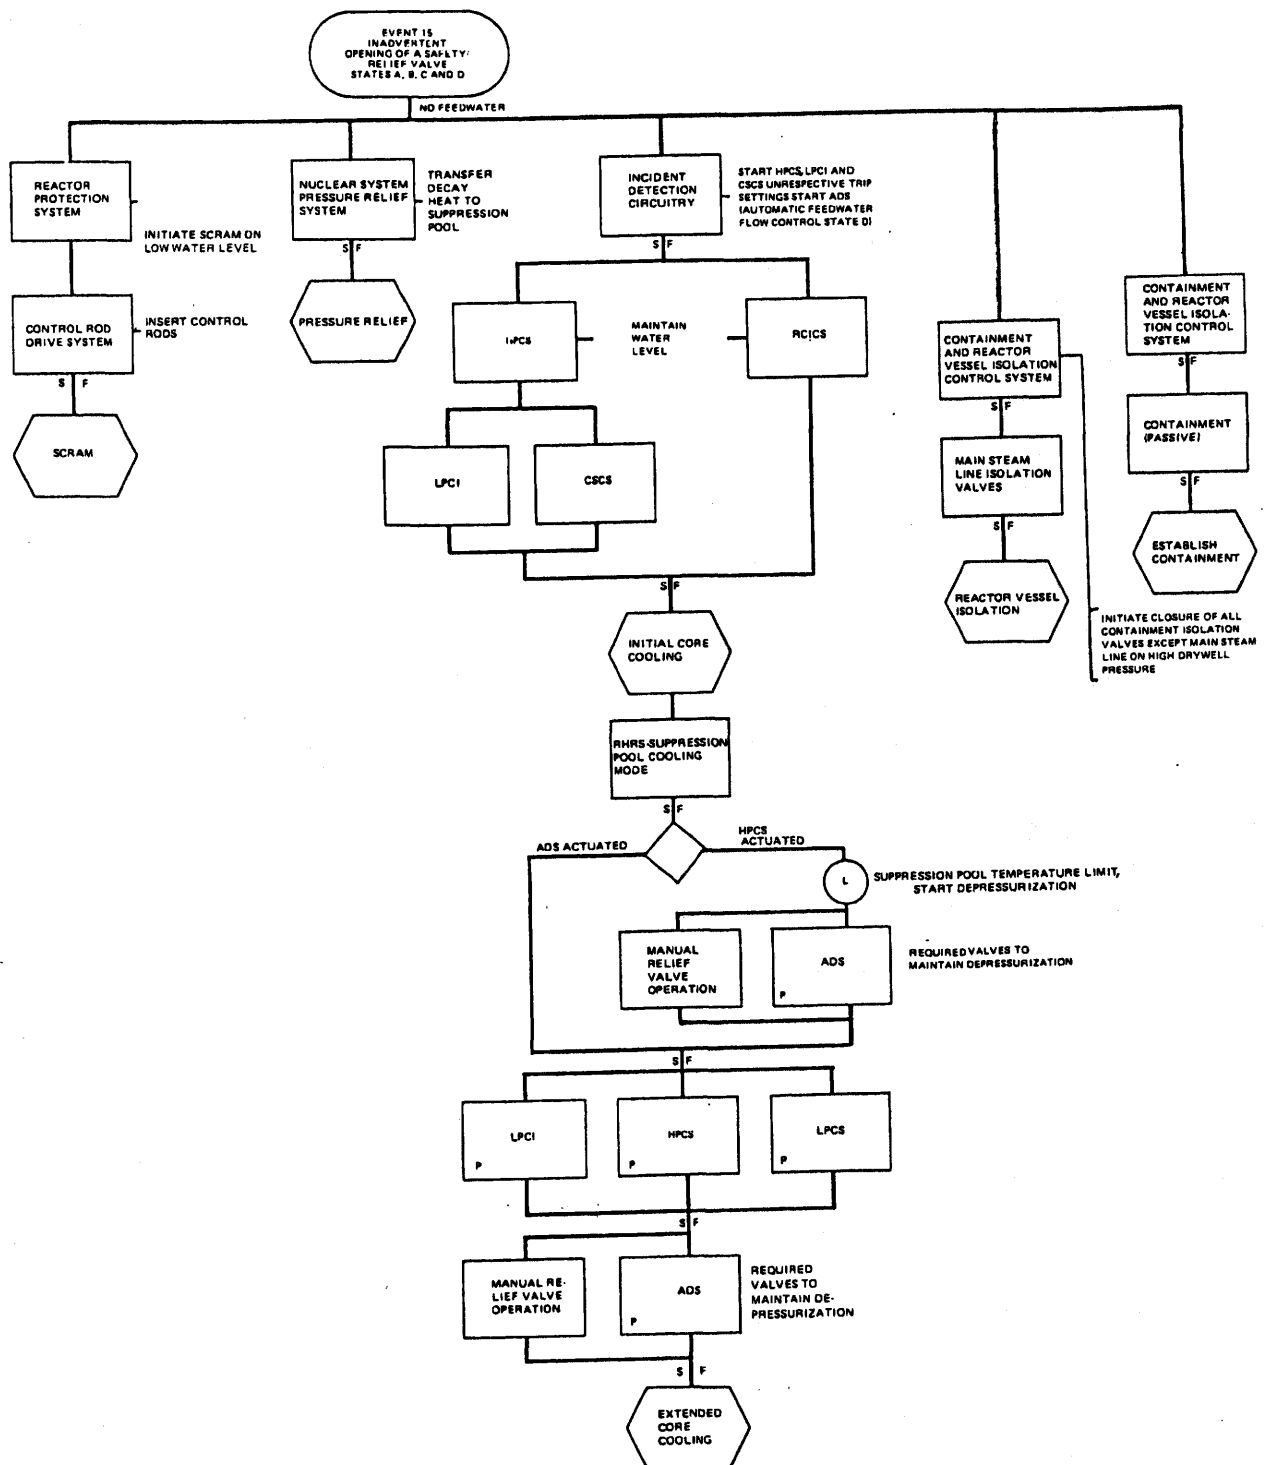 EVENT IS
INADVERTENT
OPENING OF A SAFETY/
RELIEF VALVE
STATES A, B, C AND D
NO FEEDWATER
REACTOR
PROTECTION
SYSTEM
INITIATE SCRAM ON
LOW WATER LEVEL
CONTROL ROD
DRIVE SYSTEM
INSERT CONTROL
RODS
S F
SCRAM
NUCLEAR SYSTEM
PRESSURE RELIEF
SYSTEM
TRANSFER
DECAY
HEAT TO
SUPPRESSION
POOL
S F
PRESSURE RELIEF
INCIDENT
DETECTION
CIRCUITRY
START HPCS, LPCI AND
CSCS UNRESPECTIVE TRIP
SETTINGS START ADS
(AUTOMATIC FEEDWATER
FLOW CONTROL STATE D)
S F
HPCS
MAINTAIN
WATER
LEVEL
RCICS
LPCI
CSCS
S F
INITIAL CORE
COOLING
CONTAINMENT
AND REACTOR
VESSEL ISOLATION
CONTROL SYSTEM
S F
MAIN STEAM
LINE ISOLATION
VALVES
S F
REACTOR VESSEL
ISOLATION
CONTAINMENT
AND REACTOR
VESSEL ISOLA-
TION CONTROL
SYSTEM
S F
CONTAINMENT
(PASSIVE)
S F
ESTABLISH
CONTAINMENT
INITIATE CLOSURE OF ALL
CONTAINMENT ISOLATION
VALVES EXCEPT MAIN STEAM
LINE ON HIGH DRYWELL
PRESSURE
RHRS-SUPPRESSION
POOL COOLING
MODE
S F
ADS ACTUATED
HPCS
ACTUATED
L
SUPPRESSION POOL TEMPERATURE LIMIT,
START DEPRESSURIZATION
MANUAL
RELIEF
VALVE
OPERATION
ADS
P
REQUIRED VALVES TO
MAINTAIN DEPRESSURIZATION
S F
LPCI
P
HPCS
P
LPCS
P
S F
MANUAL RE-
LIEF VALVE
OPERATION
ADS
P
REQUIRED
VALVES TO
MAINTAIN DE-
PRESSURIZATION
S F
EXTENDED
CORE
COOLING